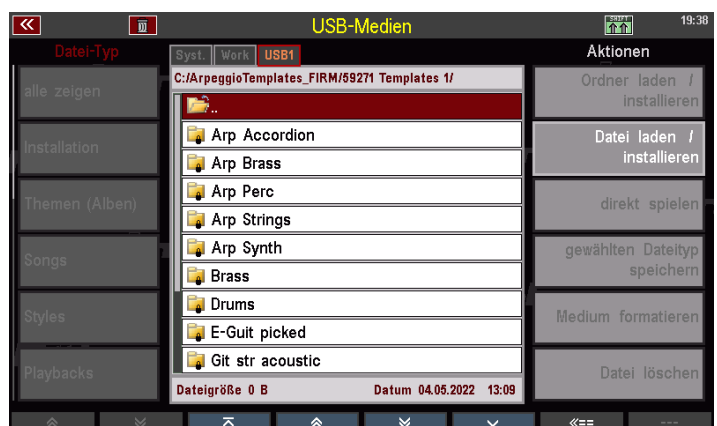 USB-Medien
SHIFT
19:38
Datei-Typ
Syst. Work USB1
Aktionen
C:/ArpeggioTemplates_FIRM/59271 Templates 1/
alle zeigen
Installation
Themen (Alben)
Songs
Styles
Playbacks
..
Arp Accordion
Arp Brass
Arp Perc
Arp Strings
Arp Synth
Brass
Drums
E-Guit picked
Git str acoustic
Dateigröße 0 B Datum 04.05.2022 13:09
Ordner laden /
installieren
Datei laden /
installieren
direkt spielen
gewählten Dateityp
speichern
Medium formatieren
Datei löschen
«==
---